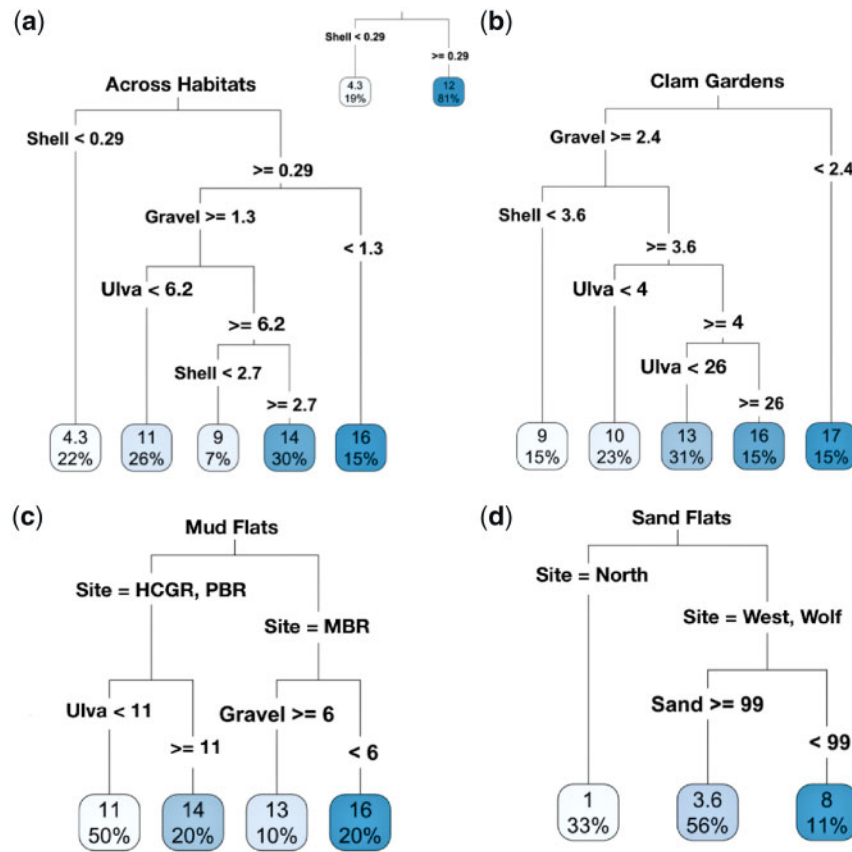 (a)
Shell < 0.29
>= 0.29
4.3
19%
12
81%
Across Habitats
Shell < 0.29
>= 0.29
Gravel >= 1.3
< 1.3
Ulva < 6.2
>= 6.2
Shell < 2.7
>= 2.7
4.3
22%
11
26%
9
7%
14
30%
16
15%
(b)
Clam Gardens
Gravel >= 2.4
< 2.4
Shell < 3.6
>= 3.6
Ulva < 4
>= 4
Ulva < 26
>= 26
9
15%
10
23%
13
31%
16
15%
17
15%
(c)
Mud Flats
Site = HCGR, PBR
Site = MBR
Ulva < 11
>= 11
Gravel >= 6
< 6
11
50%
14
20%
13
10%
16
20%
(d)
Sand Flats
Site = North
Site = West, Wolf
Sand >= 99
< 99
1
33%
3.6
56%
8
11%